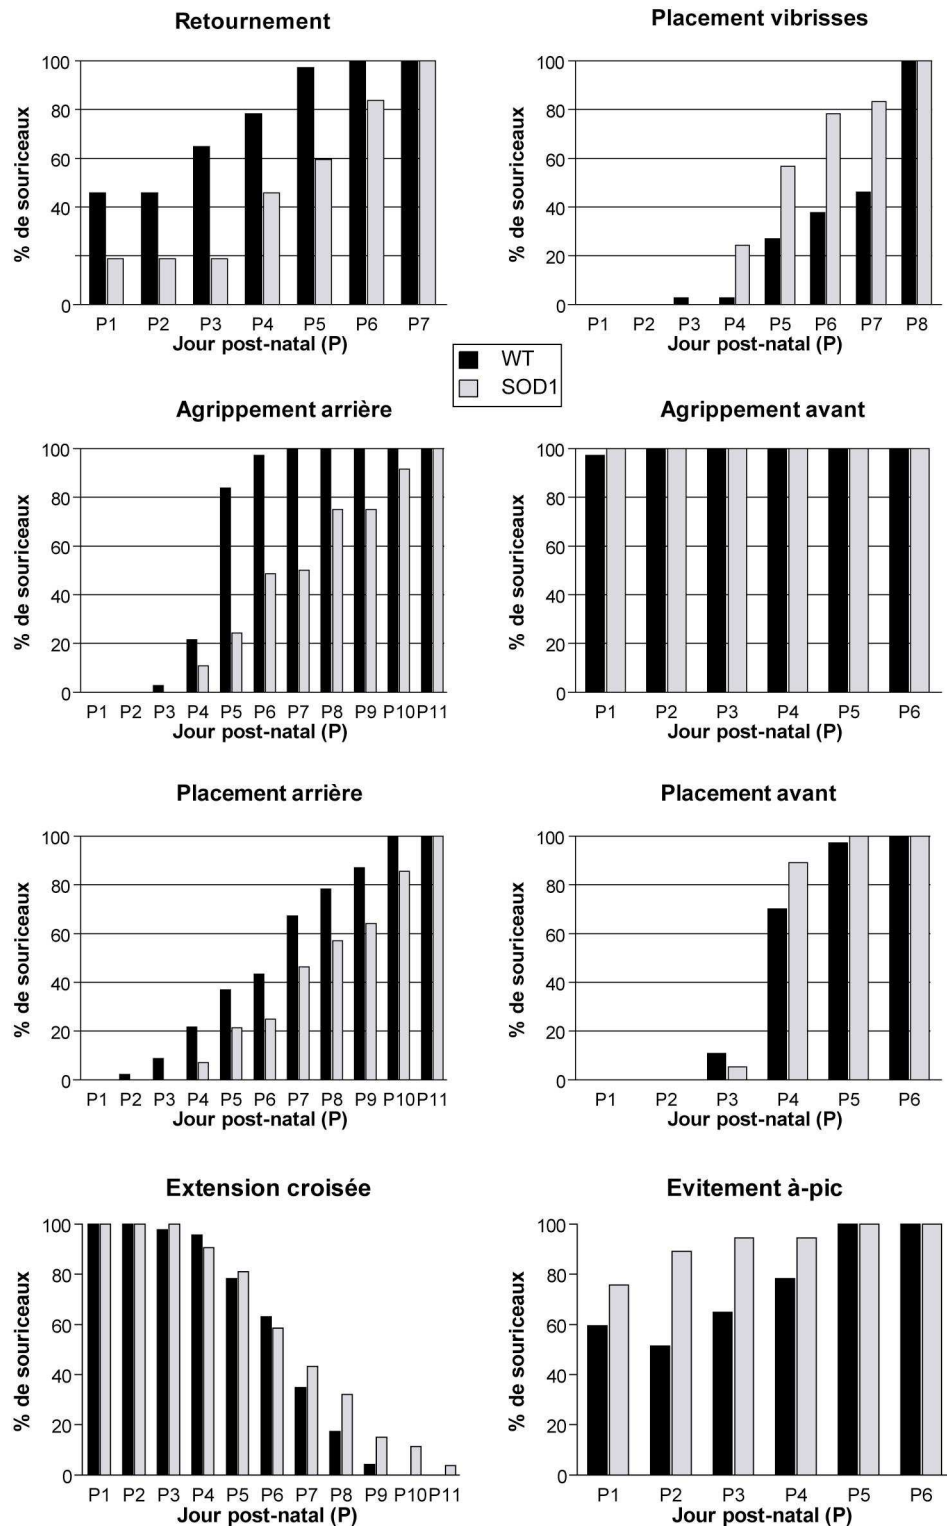 Retournement
Placement vibrisses
% de souriceaux
100
80
60
40
20
0
P1 P2 P3 P4 P5 P6 P7
Jour post-natal (P)
% de souriceaux
100
80
60
40
20
0
P1 P2 P3 P4 P5 P6 P7 P8
Jour post-natal (P)
WT
SOD1
Agrippement arrière
Agrippement avant
% de souriceaux
100
80
60
40
20
0
P1 P2 P3 P4 P5 P6 P7 P8 P9 P10 P11
Jour post-natal (P)
% de souriceaux
100
80
60
40
20
0
P1 P2 P3 P4 P5 P6
Jour post-natal (P)
Placement arrière
Placement avant
% de souriceaux
100
80
60
40
20
0
P1 P2 P3 P4 P5 P6 P7 P8 P9 P10 P11
Jour post-natal (P)
% de souriceaux
100
80
60
40
20
0
P1 P2 P3 P4 P5 P6
Jour post-natal (P)
Extension croisée
Evitement à-pic
% de souriceaux
100
80
60
40
20
0
P1 P2 P3 P4 P5 P6 P7 P8 P9 P10 P11
Jour post-natal (P)
% de souriceaux
100
80
60
40
20
0
P1 P2 P3 P4 P5 P6
Jour post-natal (P)